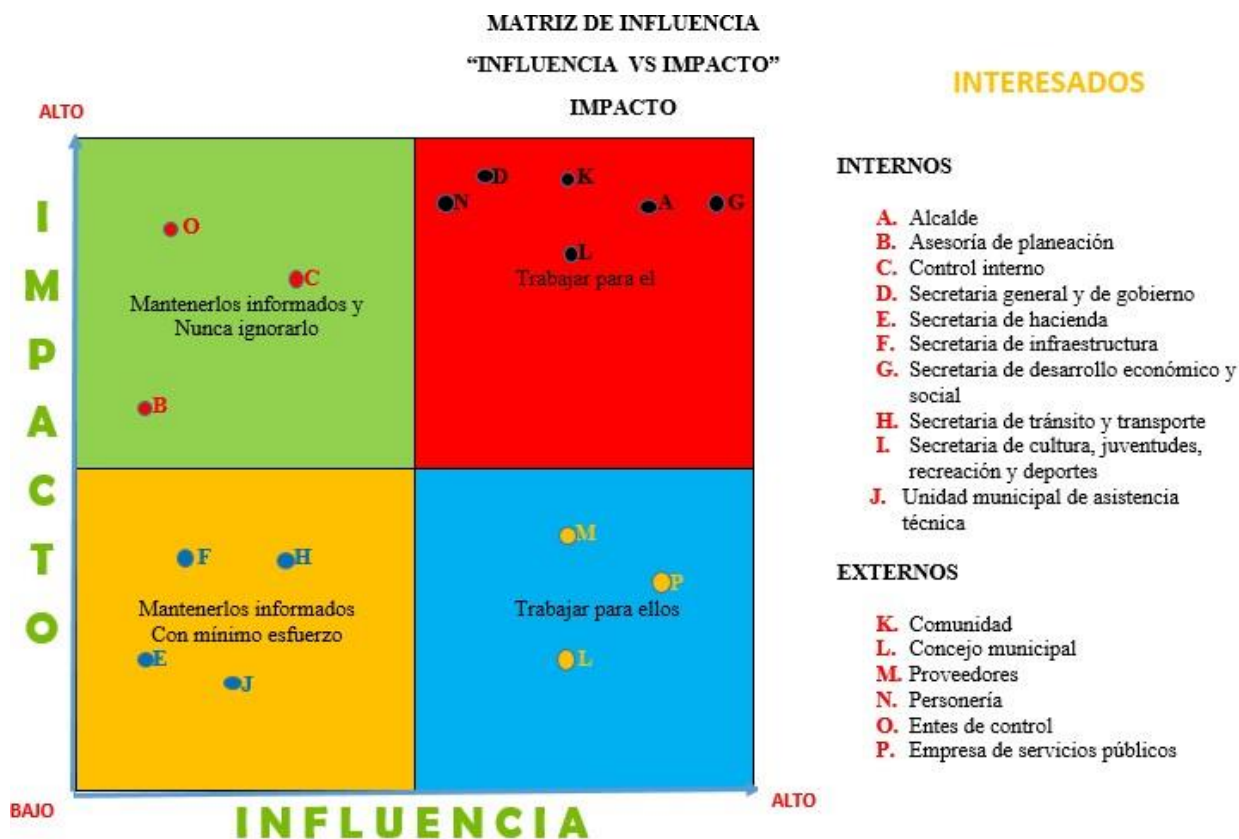 MATRIZ DE INFLUENCIA
“INFLUENCIA VS IMPACTO”
IMPACTO
INTERESADOS
ALTO
IMPACTO
D
K
N
A
G
L
Trabajar para el
O
C
Mantenerlos informados y
Nunca ignorarlo
B
F
H
Mantenerlos informados
Con mínimo esfuerzo
E
J
M
P
Trabajar para ellos
L
BAJO
INFLUENCIA
ALTO
INTERNOS
A. Alcalde
B. Asesoría de planeación
C. Control interno
D. Secretaria general y de gobierno
E. Secretaria de hacienda
F. Secretaria de infraestructura
G. Secretaria de desarrollo económico y
social
H. Secretaria de tránsito y transporte
I. Secretaria de cultura, juventudes,
recreación y deportes
J. Unidad municipal de asistencia
técnica
EXTERNOS
K. Comunidad
L. Concejo municipal
M. Proveedores
N. Personería
O. Entes de control
P. Empresa de servicios públicos